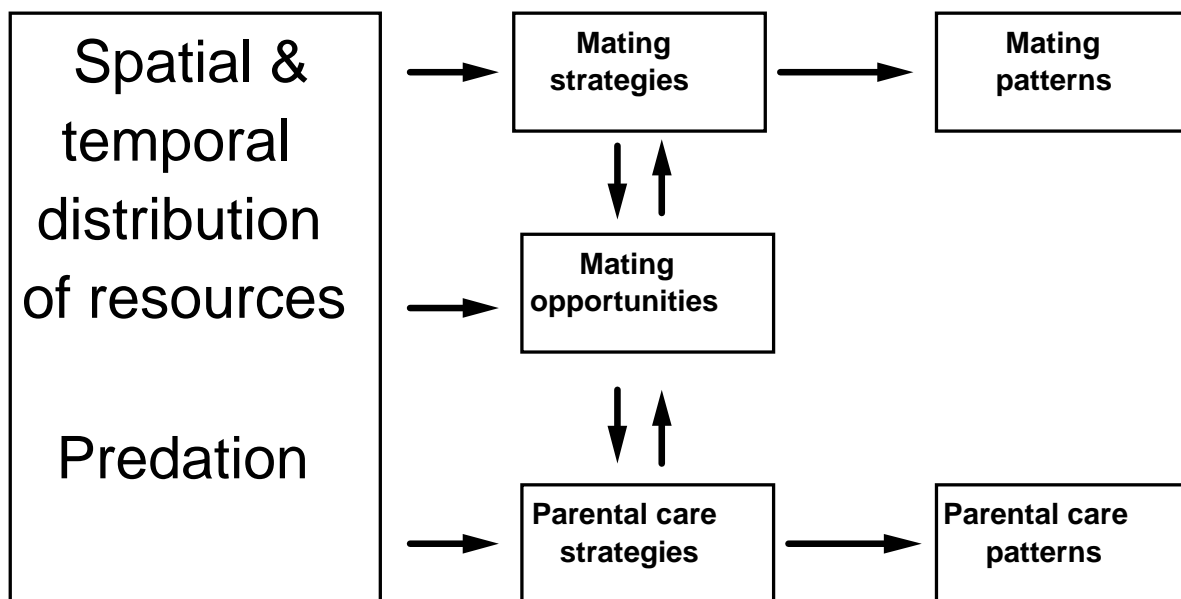 Spatial &
temporal
distribution
of resources
Predation
Mating
strategies
Mating
patterns
Mating
opportunities
Parental care
strategies
Parental care
patterns